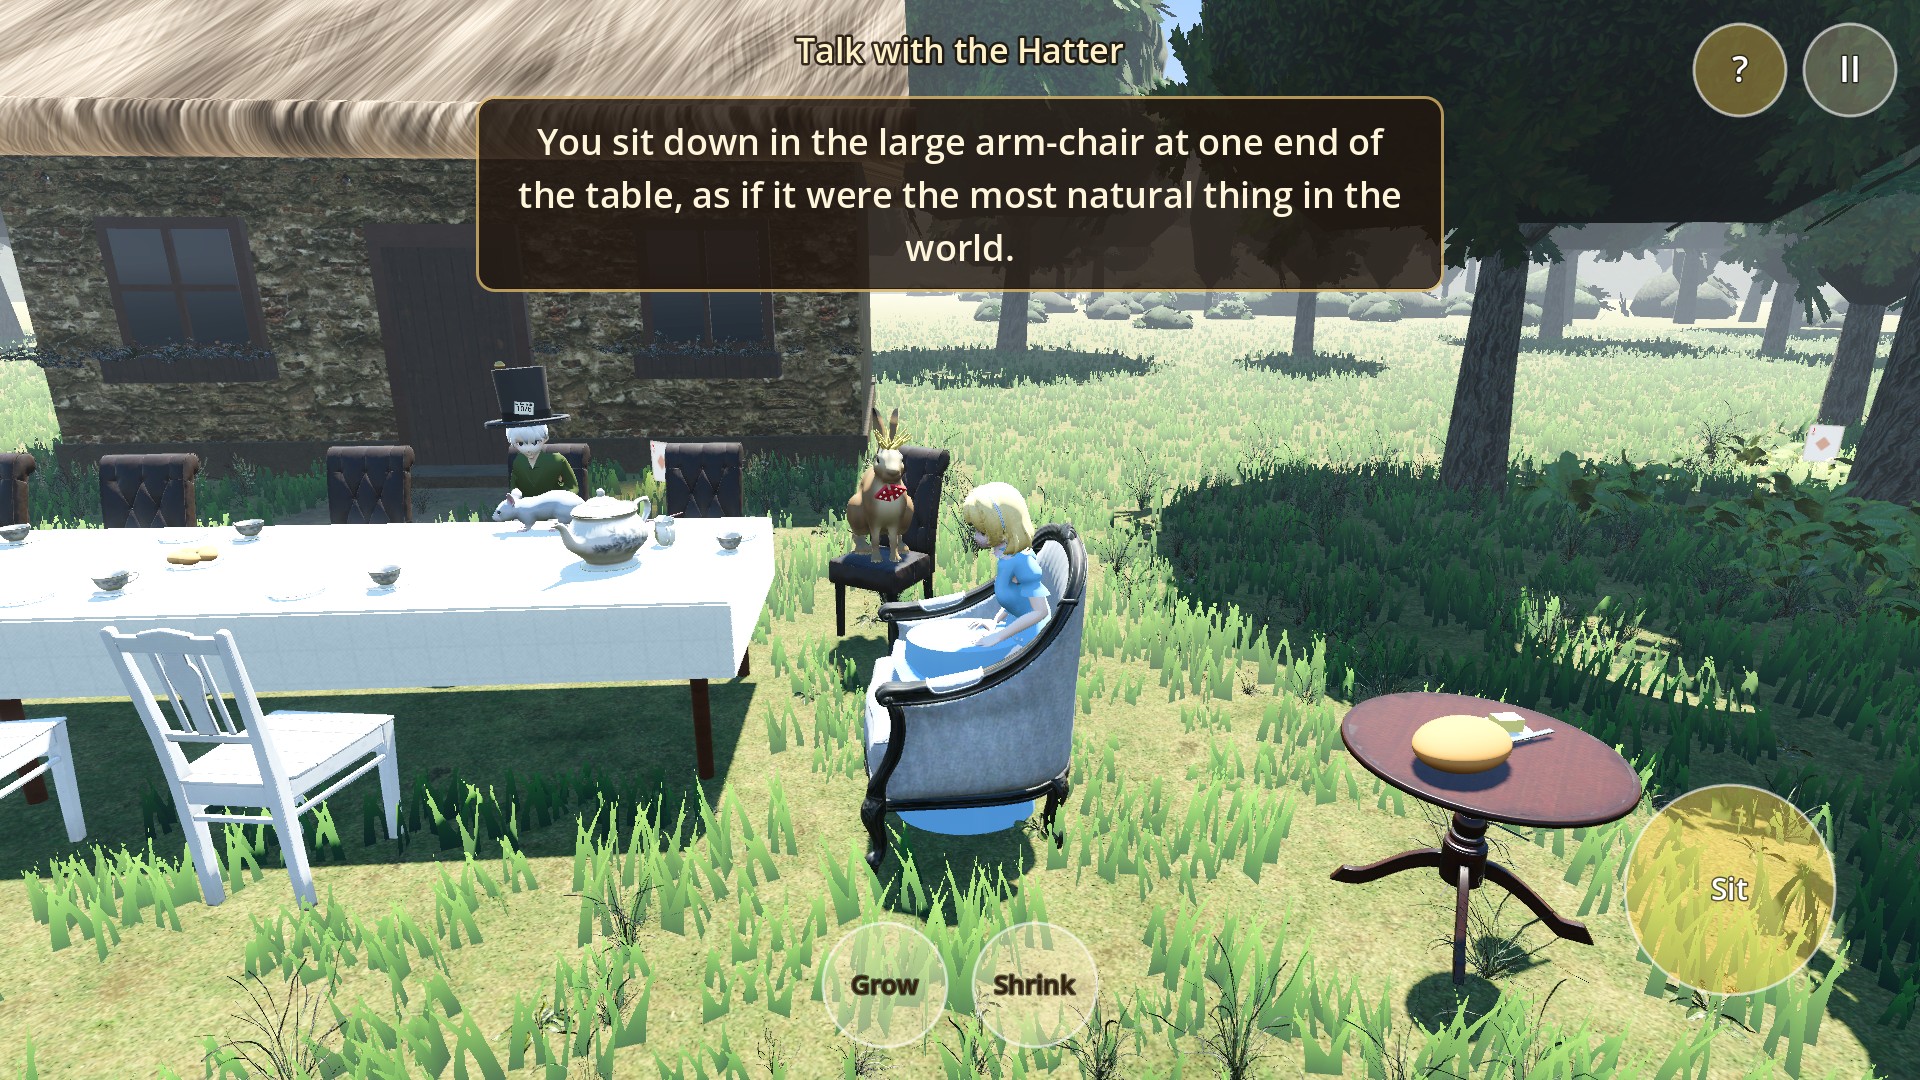 Talk with the Hatter
?
II
You sit down in the large arm-chair at one end of
the table, as if it were the most natural thing in the
world.
Sit
Grow
Shrink